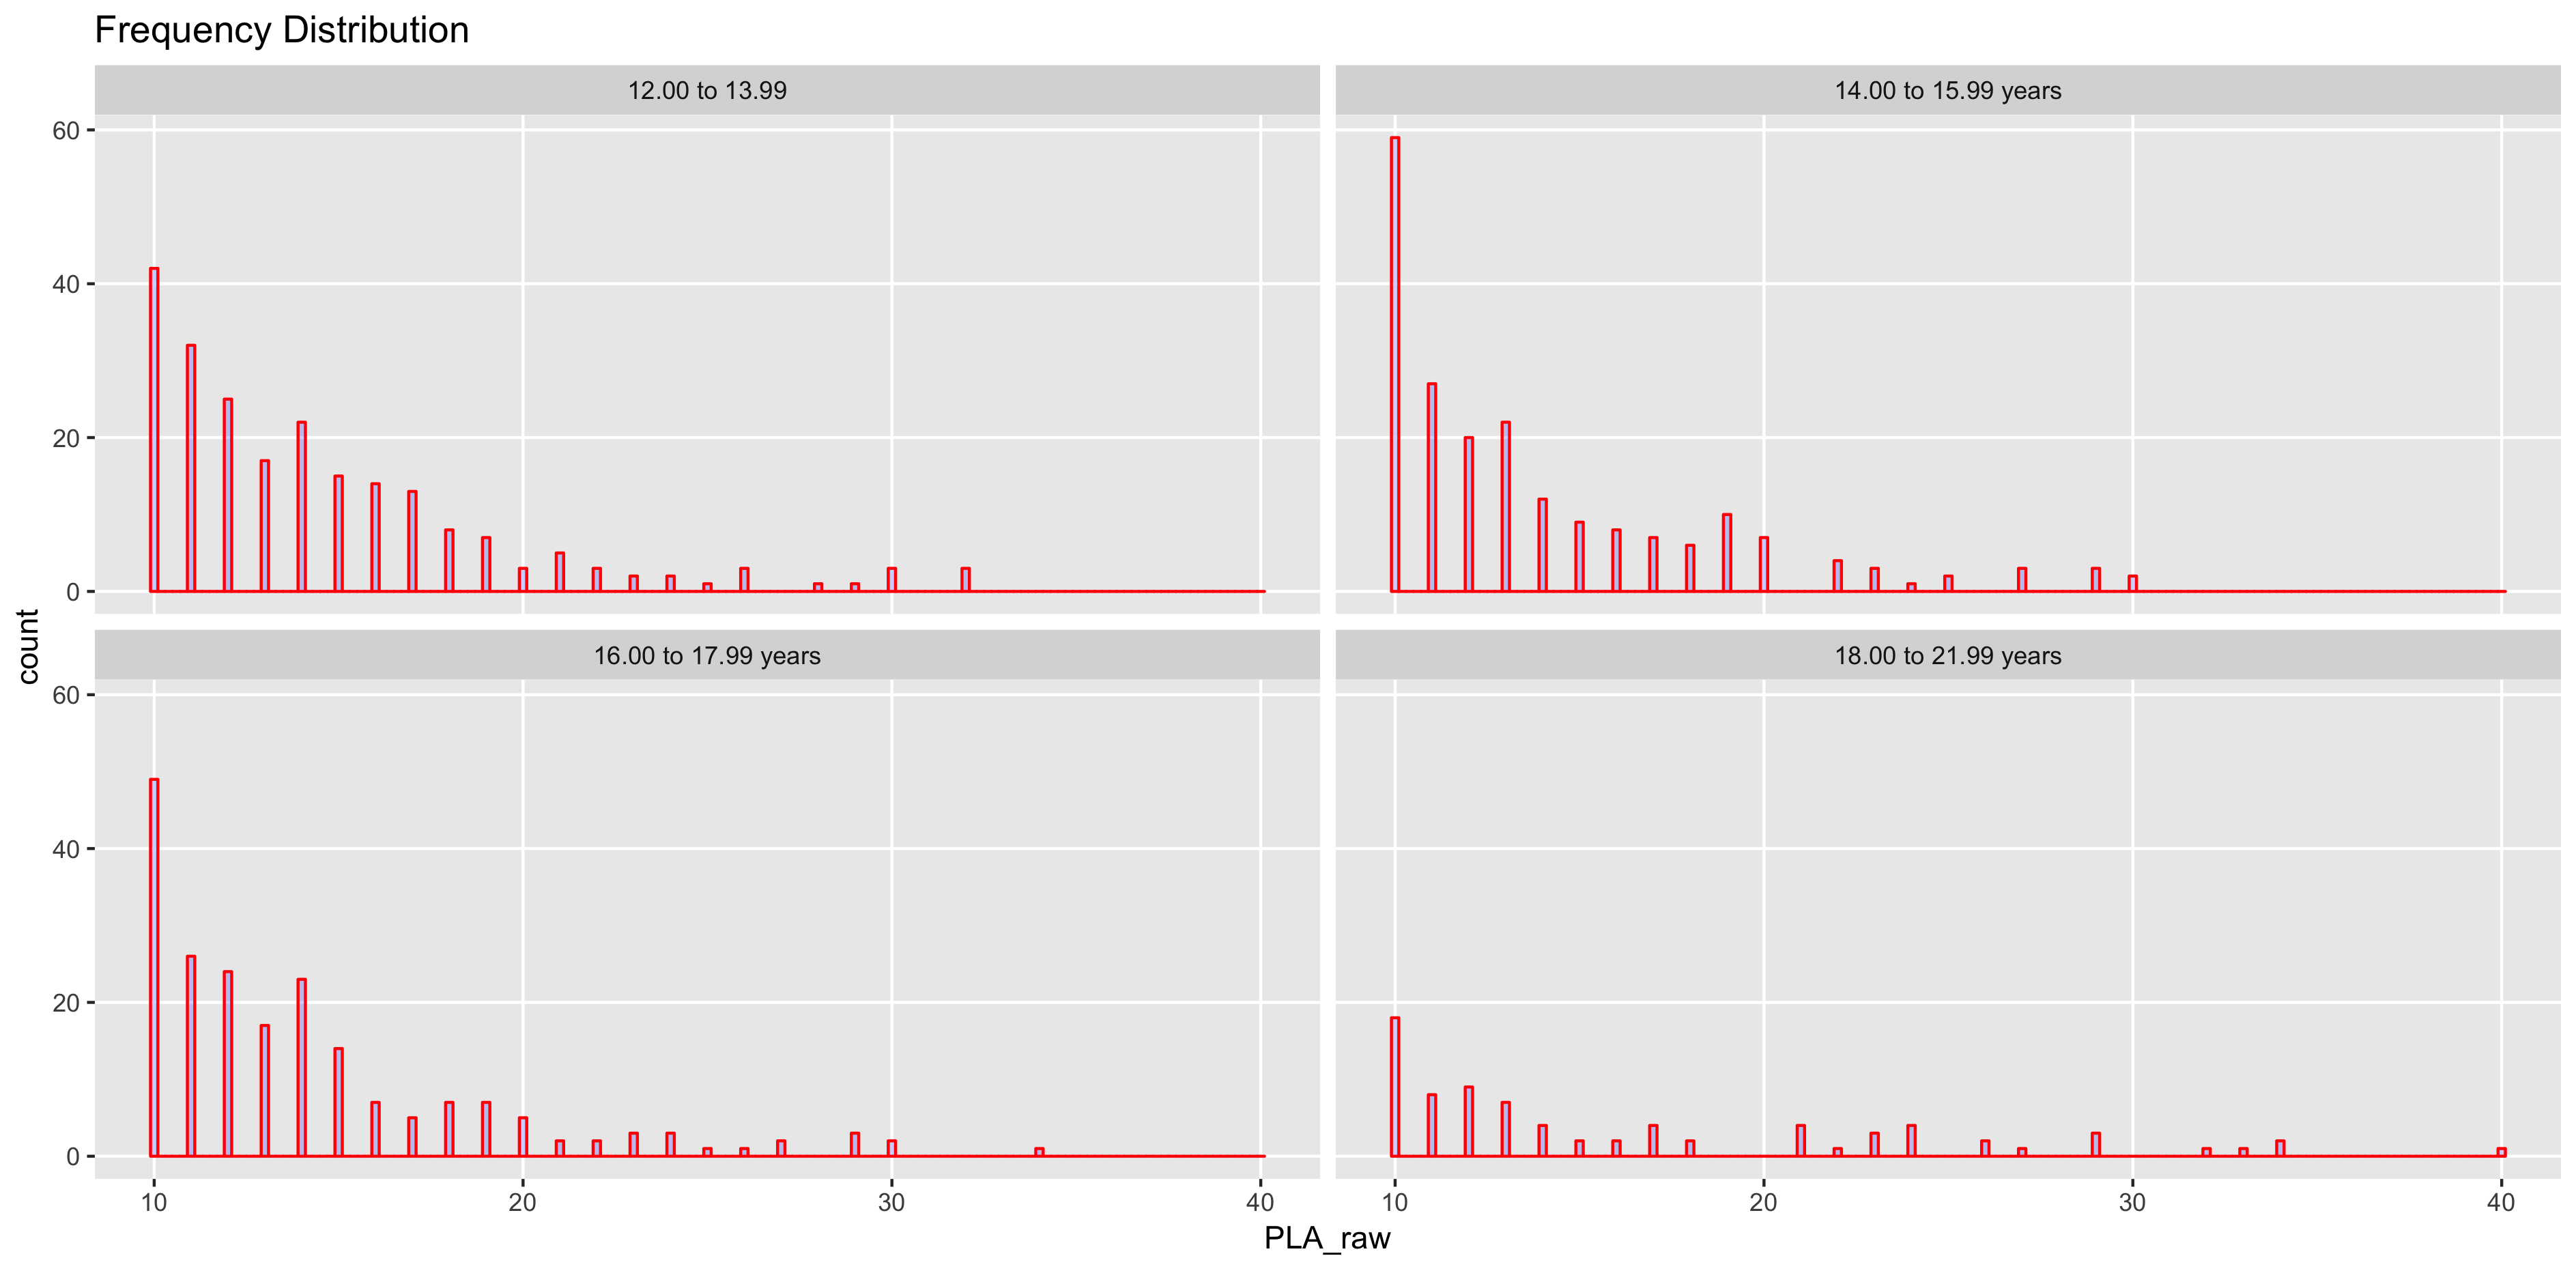 Frequency Distribution
12.00 to 13.99
14.00 to 15.99 years
60
40
20
0
count
16.00 to 17.99 years
18.00 to 21.99 years
60
40
20
0
10 20 30 40 10 20 30 40
PLA_raw